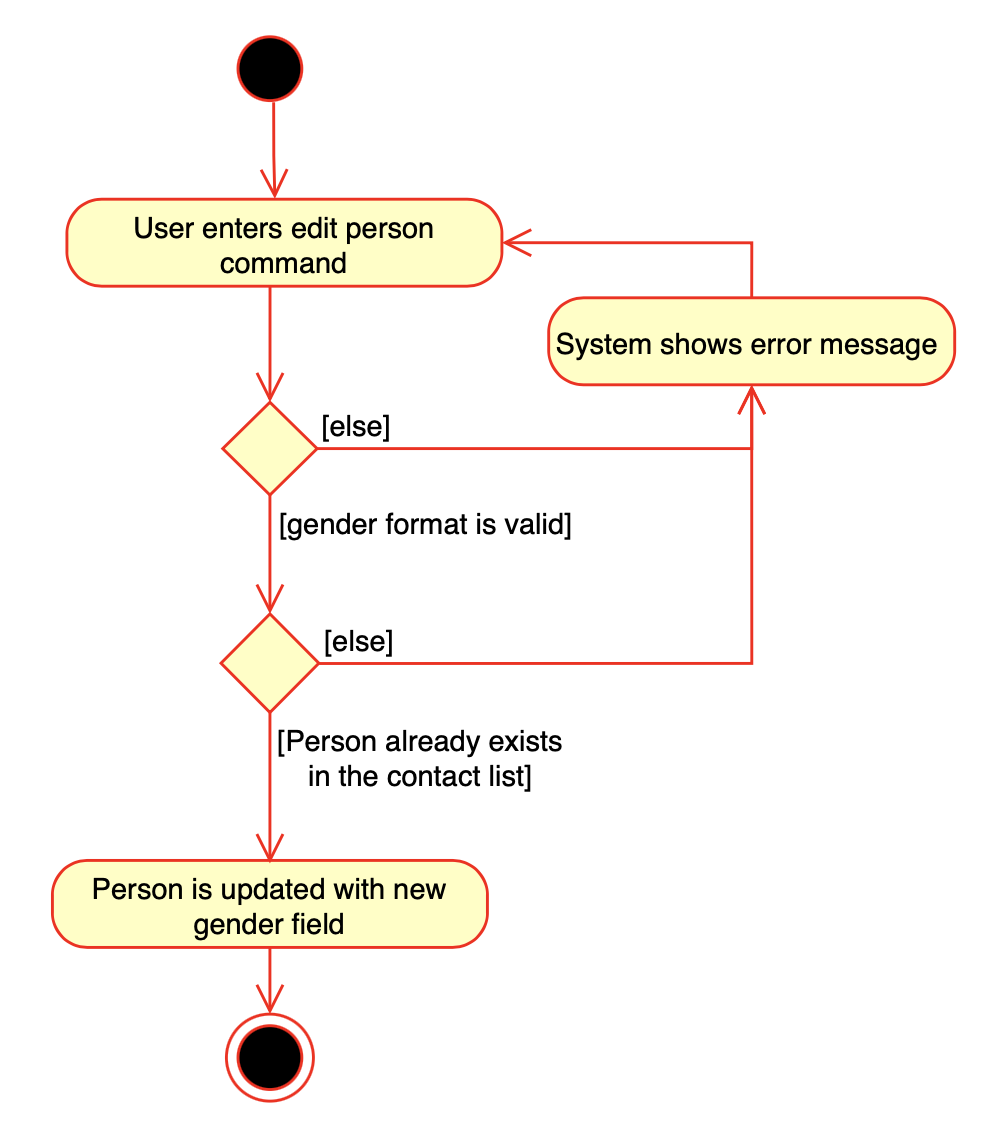 User enters edit person
command
System shows error message
[else]
[gender format is valid]
[else]
[Person already exists
in the contact list]
Person is updated with new
gender field